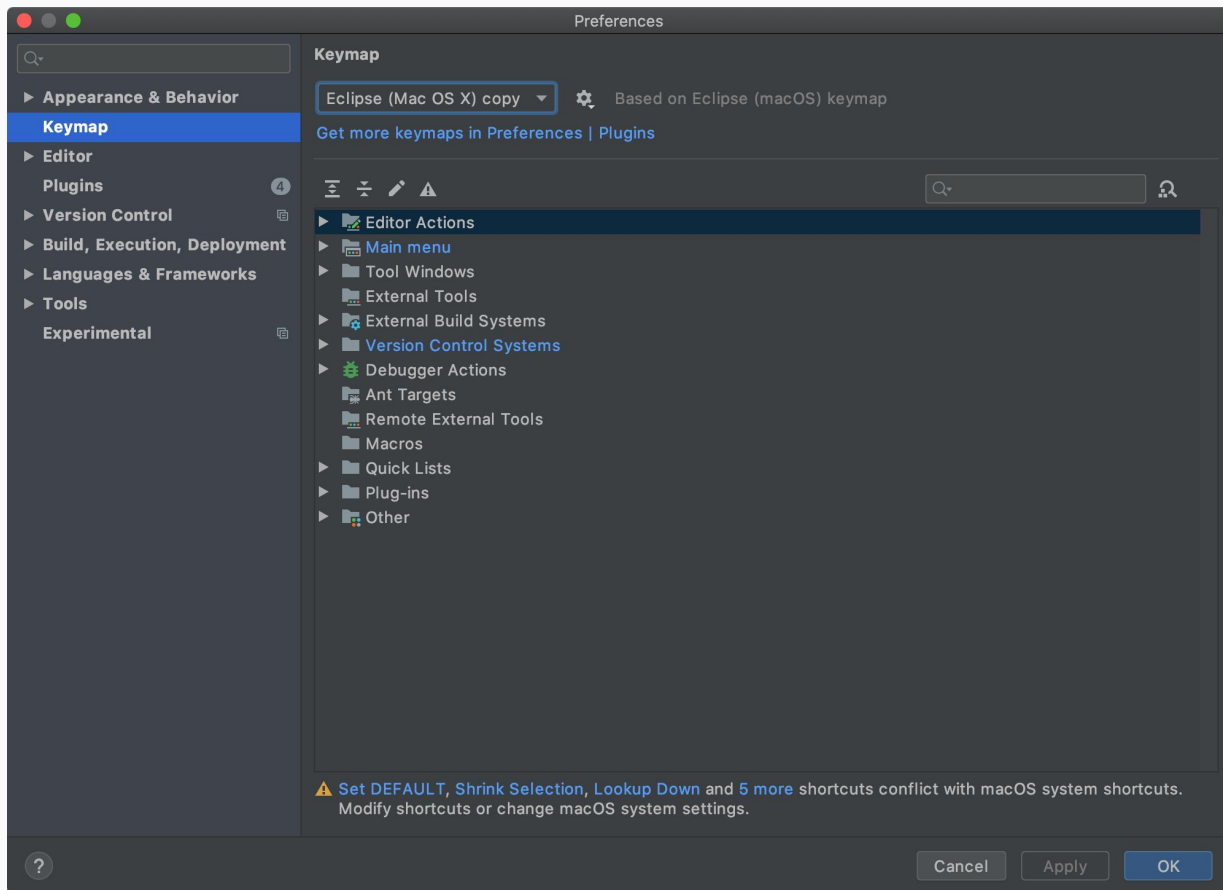 Preferences
Appearance & Behavior
Keymap
Editor
Plugins 4
Version Control
Build, Execution, Deployment
Languages & Frameworks
Tools
Experimental
Keymap
Eclipse (Mac OS X) copy Based on Eclipse (macOS) keymap
Get more keymaps in Preferences | Plugins
Editor Actions
Main menu
Tool Windows
External Tools
External Build Systems
Version Control Systems
Debugger Actions
Ant Targets
Remote External Tools
Macros
Quick Lists
Plug-ins
Other
Set DEFAULT, Shrink Selection, Lookup Down and 5 more shortcuts conflict with macOS system shortcuts.
Modify shortcuts or change macOS system settings.
? Cancel Apply OK